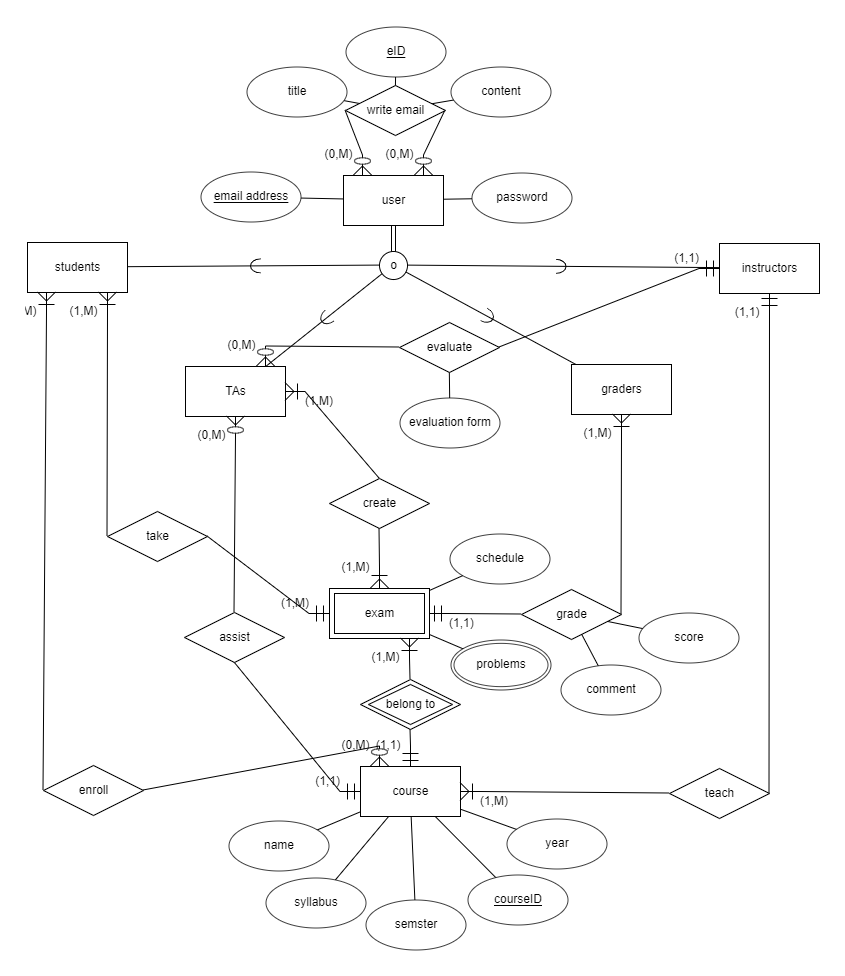 eID
title
content
write email
(0,M)
(0,M)
email address
user
password
students
o
(1,1)
instructors
M)
(1,M)
(1,1)
(0,M)
evaluate
TAs
(1,M)
graders
(0,M)
evaluation form
(1,M)
create
take
schedule
(1,M)
(1,M)
exam
(1,1)
grade
score
assist
(1,M)
problems
comment
belong to
(0,M)
(1,1)
(1,1)
enroll
course
(1,M)
teach
name
year
syllabus
courseID
semster